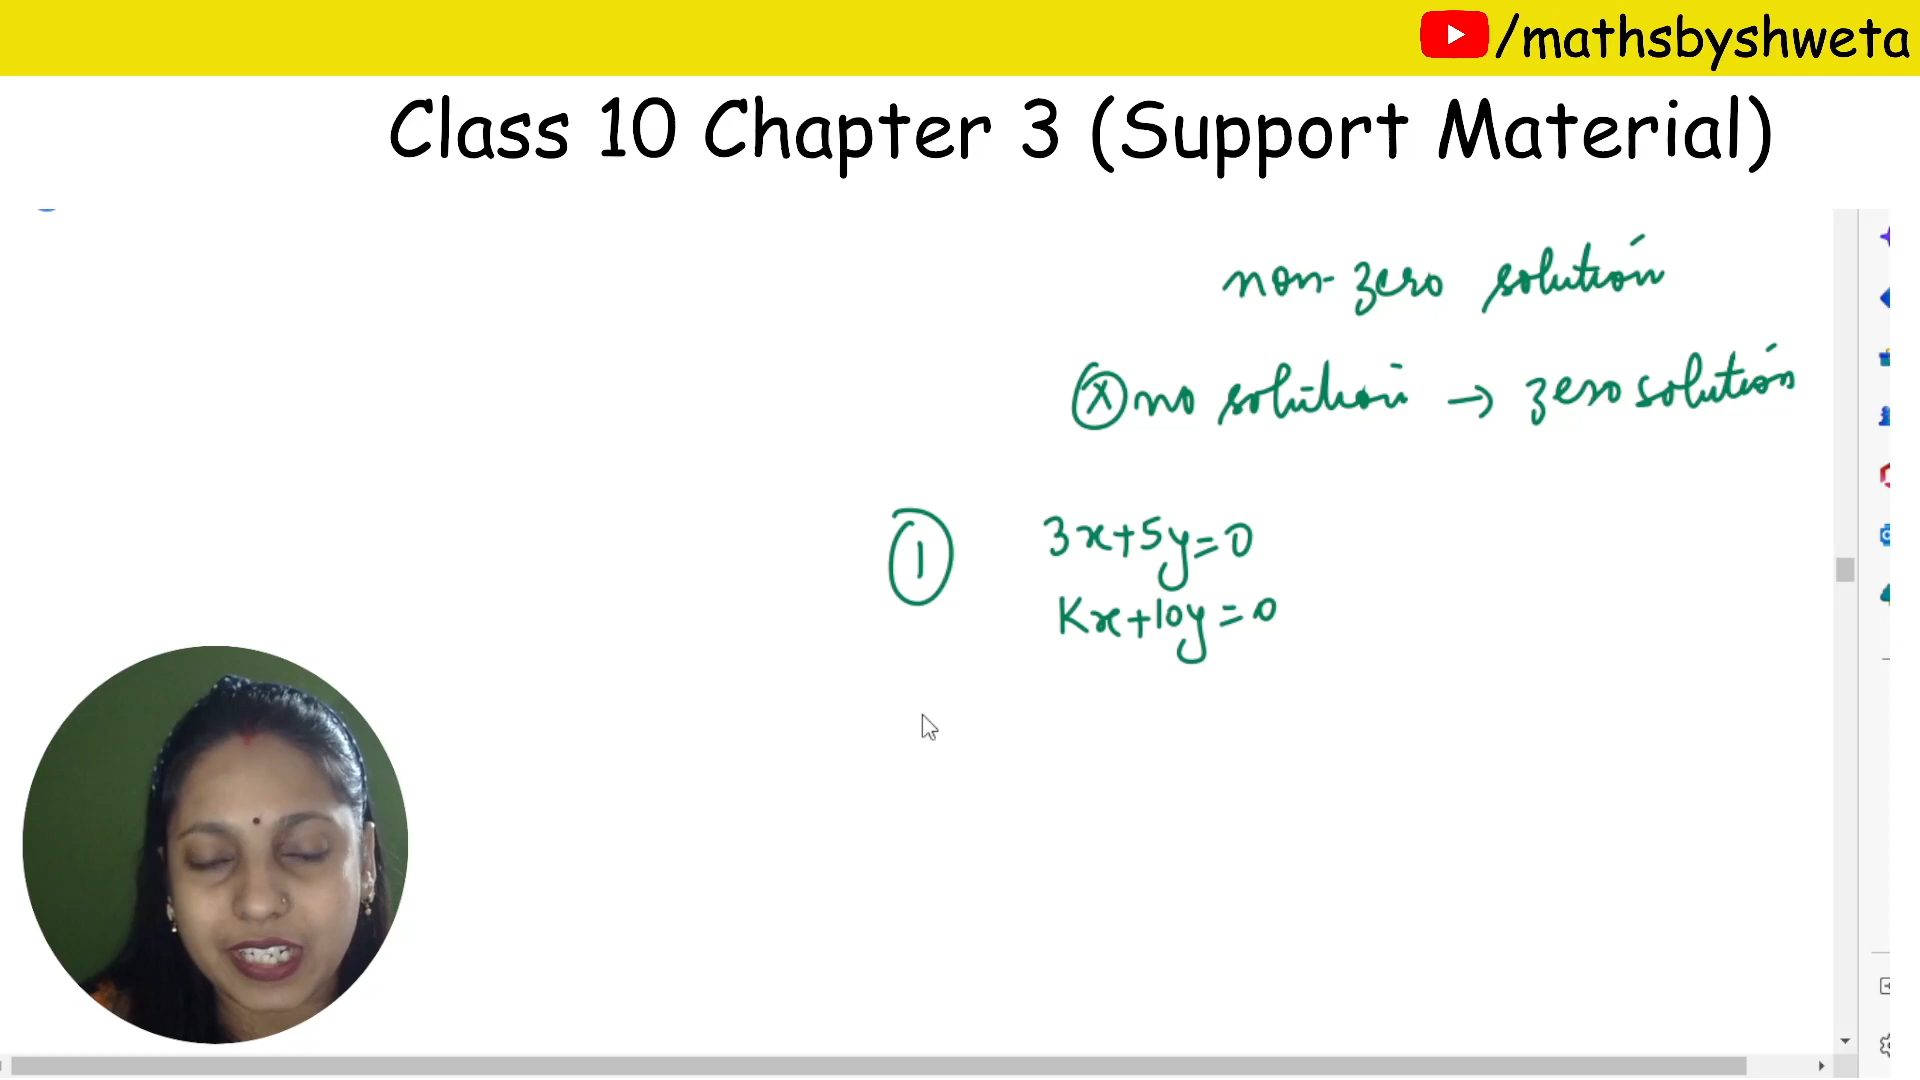 /mathsbyshweta
Class 10 Chapter 3 (Support Material)
non-zero solution
x no solution → zero solution
1 3x+5y=0
Kx+10y=0